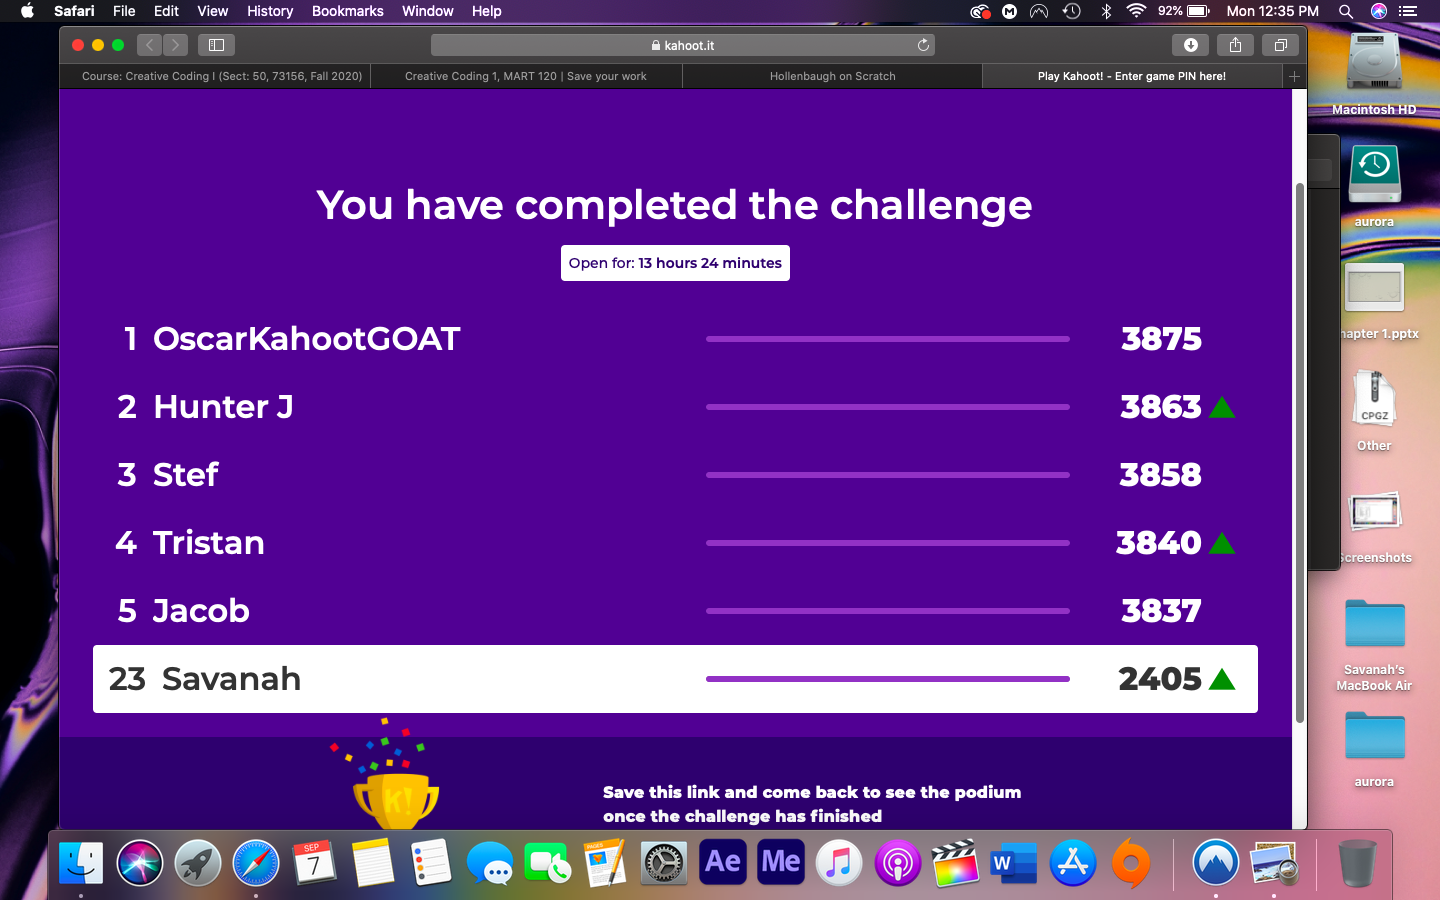 Safari File Edit View History Bookmarks Window Help 92% Mon 12:35 PM
kahoot.it
Course: Creative Coding I (Sect: 50, 73156, Fall 2020) Creative Coding 1, MART 120 | Save your work Hollenbaugh on Scratch Play Kahoot! - Enter game PIN here!
You have completed the challenge
Open for: 13 hours 24 minutes
1 OscarKahootGOAT 3875
2 Hunter J 3863
3 Stef 3858
4 Tristan 3840
5 Jacob 3837
23 Savanah 2405
K!
Save this link and come back to see the podium
once the challenge has finished
Macintosh HD
aurora
hapter 1.pptx
CPGZ
Other
Screenshots
Savanah's
MacBook Air
aurora
SEP
7
PAGES
Ae
Me
W